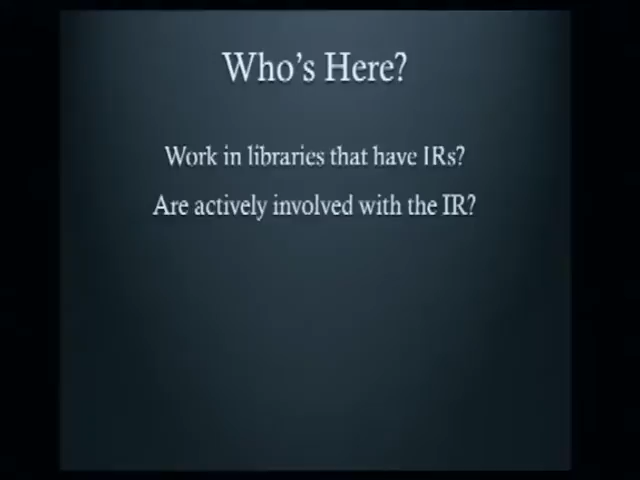 Who's Here?
Work in libraries that have IRs?
Are actively involved with the IR?